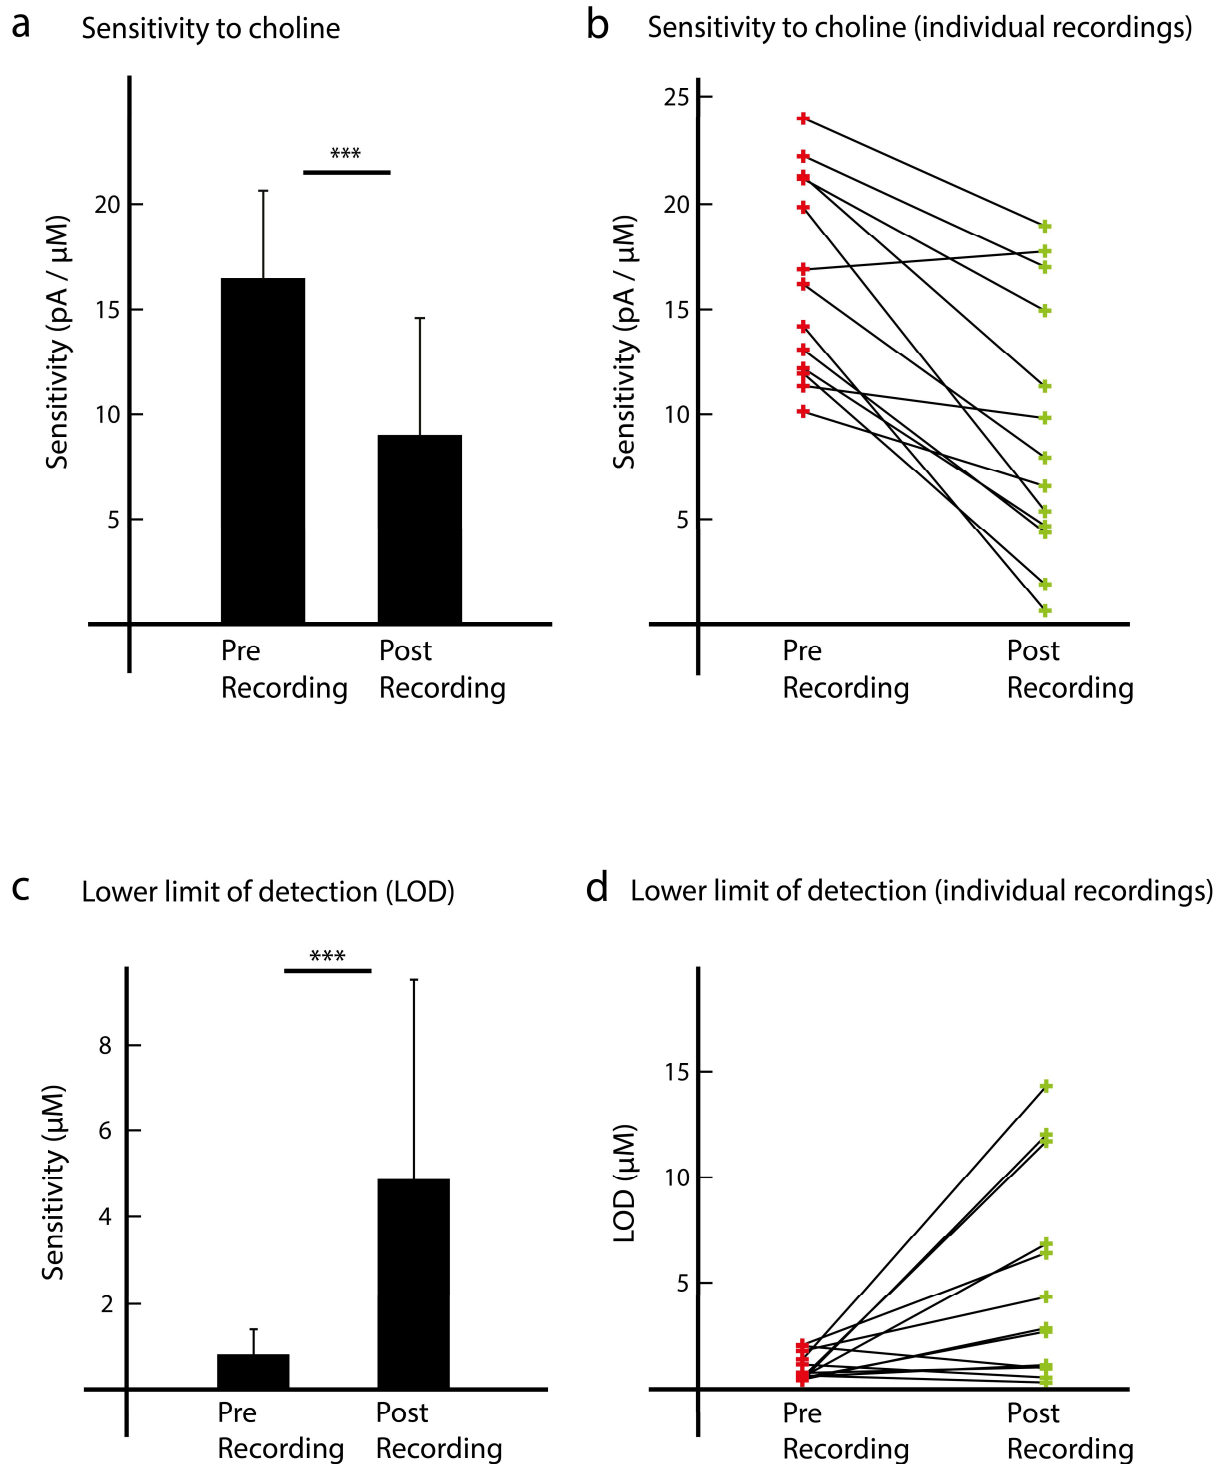 a Sensitivity to choline
***
Sensitivity (pA / µM)
20
15
10
5
Pre Recording
Post Recording
b Sensitivity to choline (individual recordings)
Sensitivity (pA / µM)
25
20
15
10
5
Pre Recording
Post Recording
c Lower limit of detection (LOD)
***
Sensitivity (µM)
8
6
4
2
Pre Recording
Post Recording
d Lower limit of detection (individual recordings)
LOD (µM)
15
10
5
Pre Recording
Post Recording